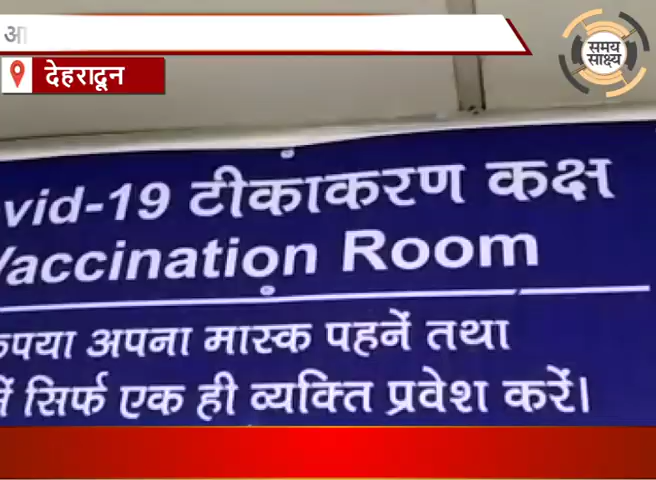 समय
साक्ष्य
देहरादून
vid-19 टीकाकरण कक्ष
Vaccination Room
कृपया अपना मास्क पहनें तथा
में सिर्फ एक ही व्यक्ति प्रवेश करें।